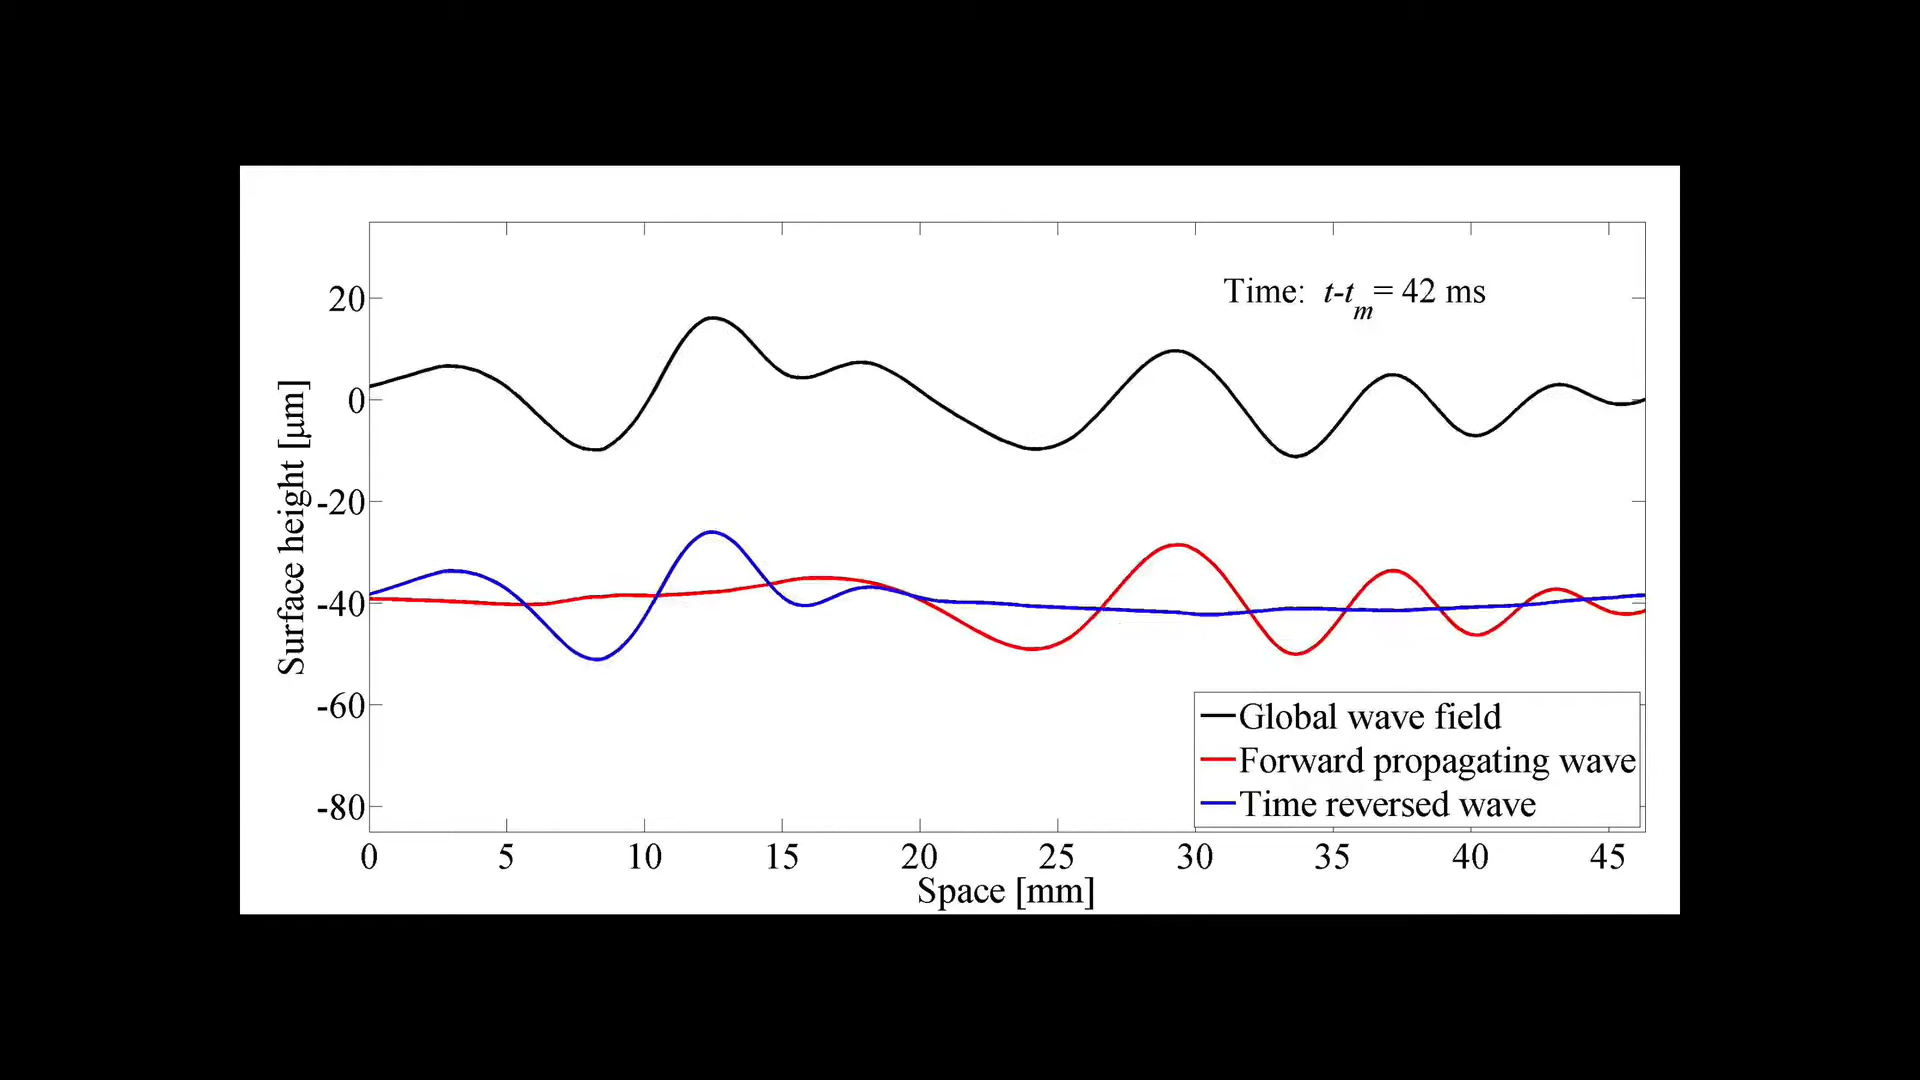 Time: t-tm= 42 ms
20
0
-20
-40
-60
-80
Surface height [µm]
Global wave field
Forward propagating wave
Time reversed wave
0 5 10 15 20 25 30 35 40 45
Space [mm]